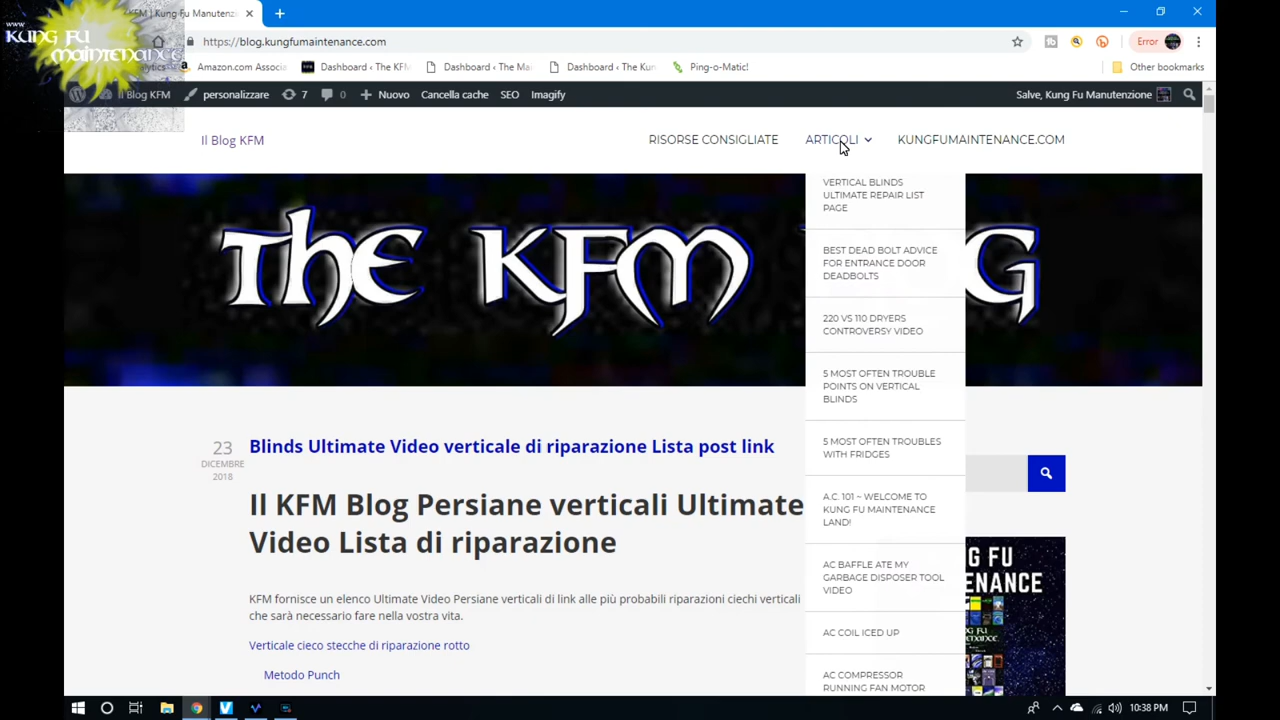 www
KUNG FU
MAINTENANCE
KFM | Kung Fu Manutenz
https://blog.kungfumaintenance.com
Error
Amazon.com Associa
Dashboard ‹ The KFM
Dashboard ‹ The Mai
Dashboard ‹ The Kun
Ping-o-Matic!
Other bookmarks
Il Blog KFM
personalizzare
7
0
Nuovo
Cancella cache
SEO
Imagify
Salve, Kung Fu Manutenzione
Il Blog KFM
RISORSE CONSIGLIATE
ARTICOLI
KUNGFUMAINTENANCE.COM
THE KFM
G
VERTICAL BLINDS
ULTIMATE REPAIR LIST
PAGE
BEST DEAD BOLT ADVICE
FOR ENTRANCE DOOR
DEADBOLTS
220 VS 110 DRYERS
CONTROVERSY VIDEO
5 MOST OFTEN TROUBLE
POINTS ON VERTICAL
BLINDS
5 MOST OFTEN TROUBLES
WITH FRIDGES
A.C. 101 ~ WELCOME TO
KUNG FU MAINTENANCE
LAND!
AC BAFFLE ATE MY
GARBAGE DISPOSER TOOL
VIDEO
AC COIL ICED UP
AC COMPRESSOR
RUNNING FAN MOTOR
23
DICEMBRE
2018
Blinds Ultimate Video verticale di riparazione Lista post link
Il KFM Blog Persiane verticali Ultimate
Video Lista di riparazione
KFM fornisce un elenco Ultimate Video Persiane verticali di link alle più probabili riparazioni ciechi verticali
che sarà necessario fare nella vostra vita.
Verticale cieco stecche di riparazione rotto
Metodo Punch
G FU
NTENANCE
10:38 PM